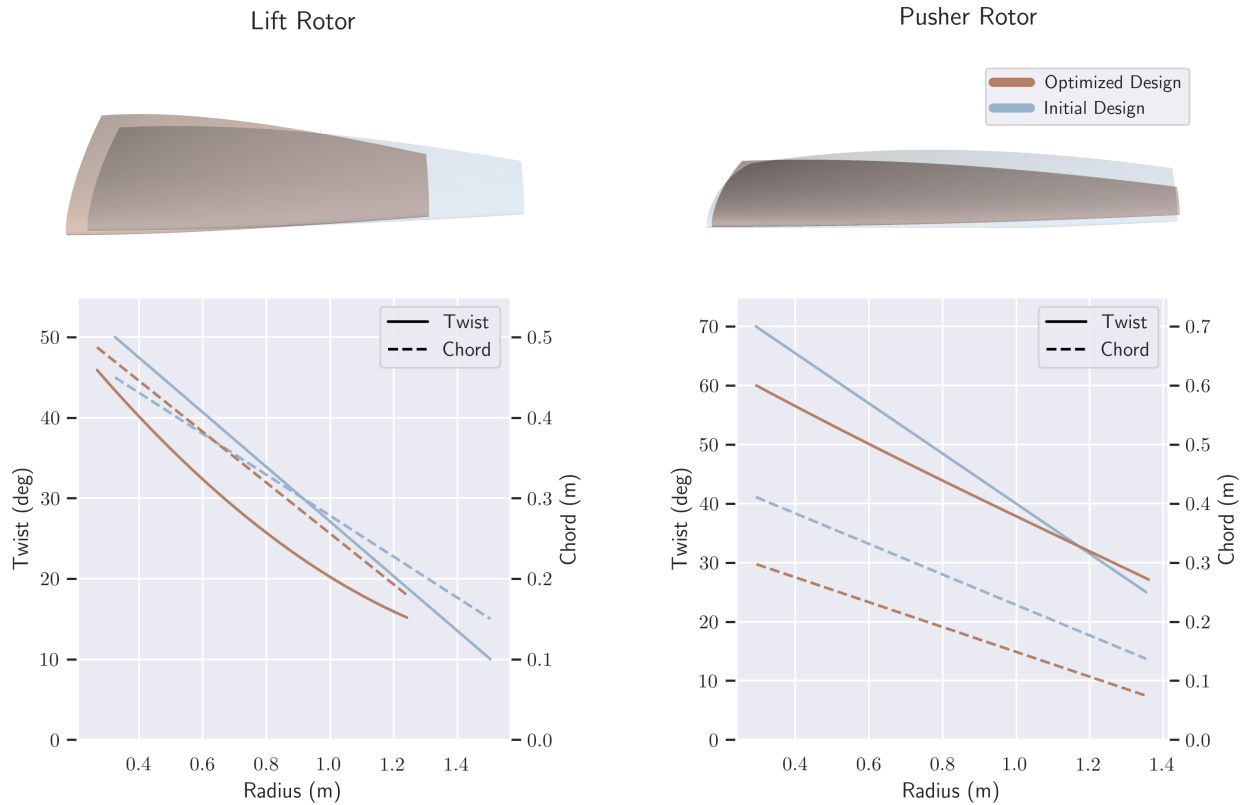 Lift Rotor
Pusher Rotor
Optimized Design
Initial Design
Twist
Chord
50
40
30
20
10
0
Twist (deg)
0.5
0.4
0.3
0.2
0.1
0.0
Chord (m)
0.4 0.6 0.8 1.0 1.2 1.4
Radius (m)
Twist
Chord
70
60
50
40
30
20
10
0
Twist (deg)
0.7
0.6
0.5
0.4
0.3
0.2
0.1
0.0
Chord (m)
0.4 0.6 0.8 1.0 1.2 1.4
Radius (m)